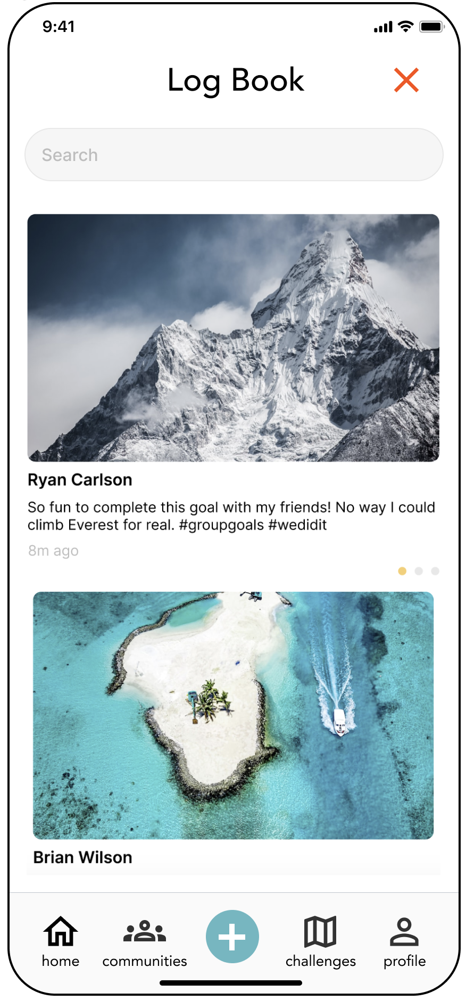 9:41
Log Book
Search
Ryan Carlson
So fun to complete this goal with my friends! No way I could
climb Everest for real. #groupgoals #wedidit
8m ago
Brian Wilson
home
communities
challenges
profile